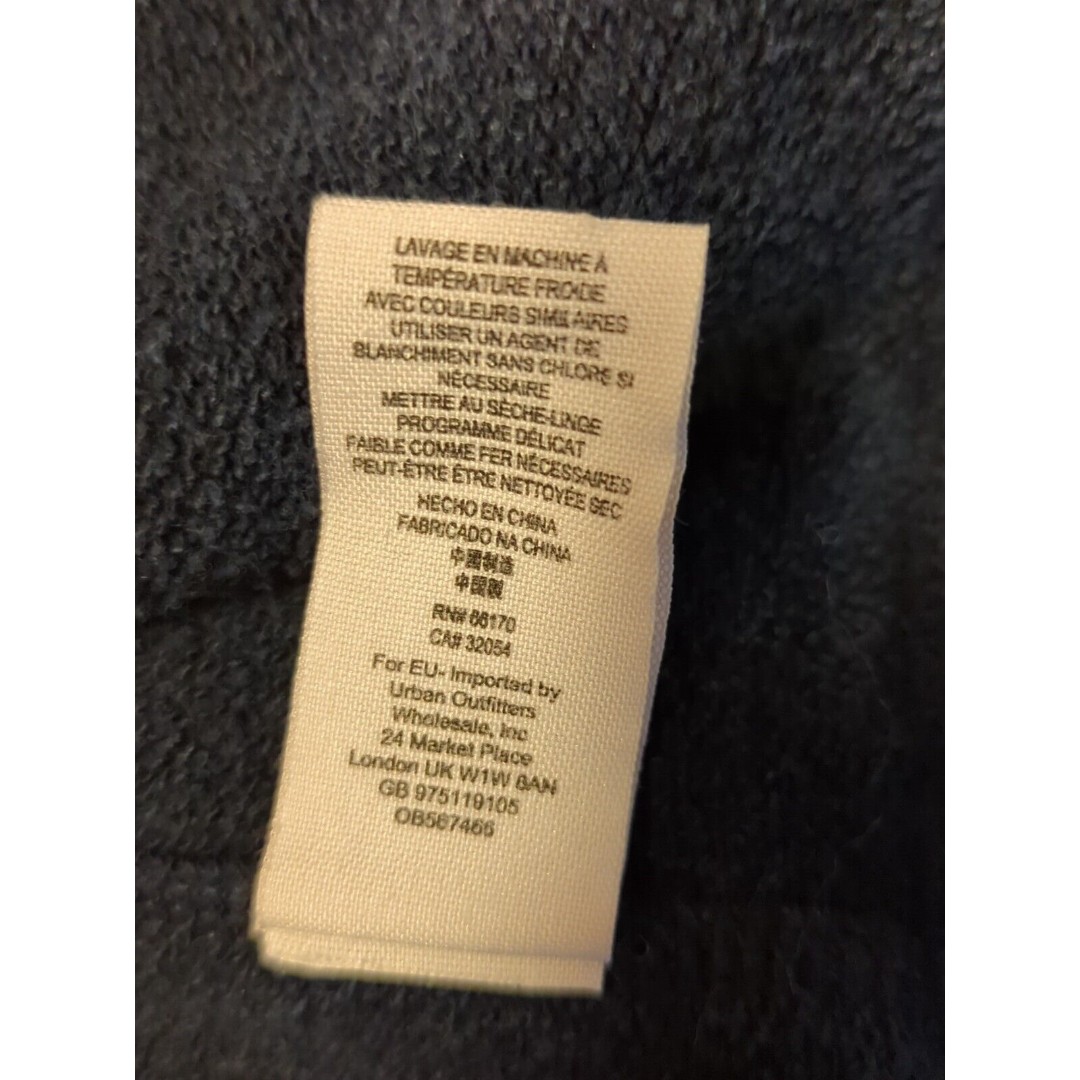 LAVAGE EN MACHINE À
TEMPÉRATURE FROIDE
AVEC COULEURS SIMILAIRES
UTILISER UN AGENT DE
BLANCHIMENT SANS CHLORE SI
NÉCESSAIRE
METTRE AU SÈCHE-LINGE
PROGRAMME DÉLICAT
FAIBLE COMME FER NÉCESSAIRES
PEUT-ÊTRE ÊTRE NETTOYÉE SEC
HECHO EN CHINA
FABRICADO NA CHINA
中國制造
中國製
RN# 66170
CA# 32054
For EU- Imported by
Urban Outfitters
Wholesale, Inc
24 Market Place
London UK W1W 8AN
GB 975119105
OB567466